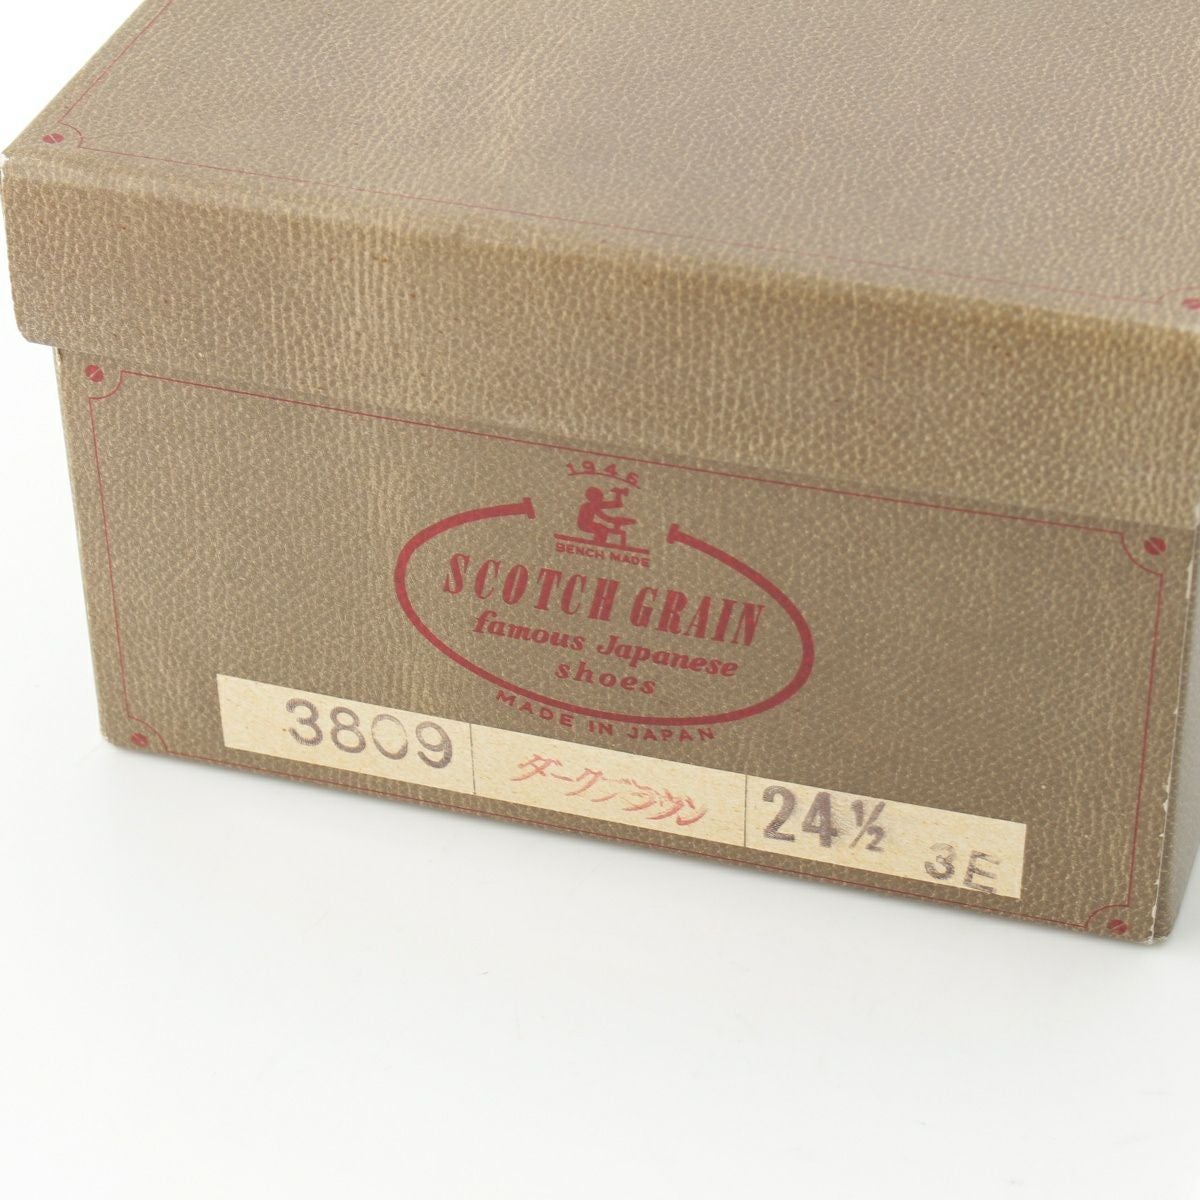 1946
BENCH MADE
SCOTCH GRAIN
famous Japanese
shoes
MADE IN JAPAN
3809 ダークブラウン 24½ 3E